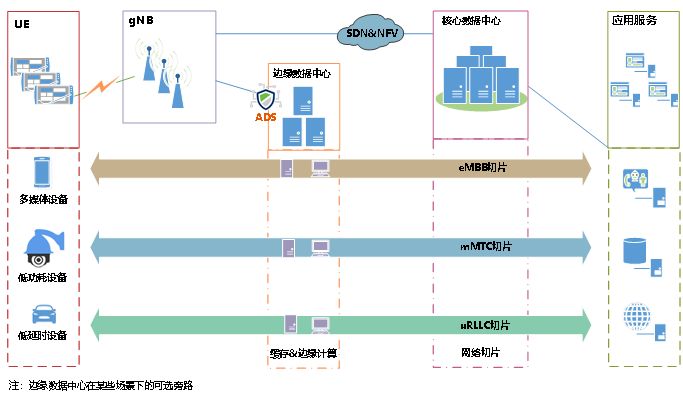 UE
gNB
SDN&NFV
核心数据中心
应用服务
边缘数据中心
ADS
eMBB切片
多媒体设备
mMTC切片
低功耗设备
uRLLC切片
低延时设备
缓存&边缘计算
网络切片
注：边缘数据中心在某些场景下的可选旁路